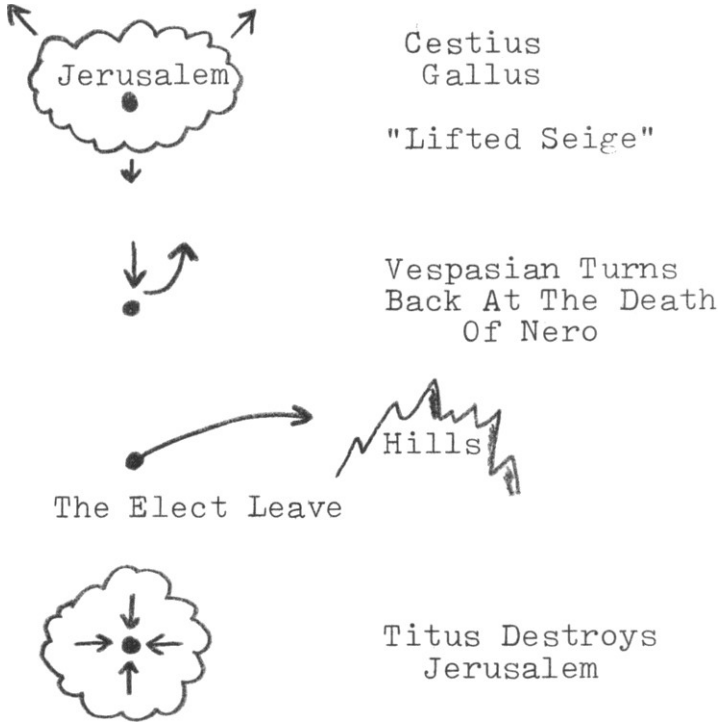 Jerusalem
Cestius
Gallus
"Lifted Seige"
Vespasian Turns
Back At The Death
Of Nero
Hills
The Elect Leave
Titus Destroys
Jerusalem